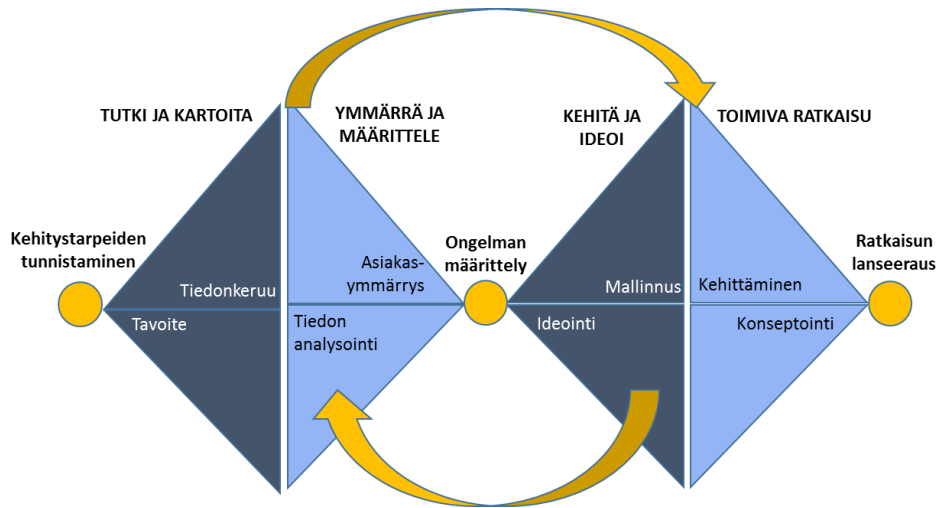 TUTKI JA KARTOITA
YMMÄRRÄ JA
MÄÄRITTELE
KEHITÄ JA
IDEOI
TOIMIVA RATKAISU
Kehitystarpeiden
tunnistaminen
Ongelman
määrittely
Ratkaisun
lanseeraus
Tiedonkeruu
Tavoite
Asiakas-
ymmärrys
Tiedon
analysointi
Mallinnus
Ideointi
Kehittäminen
Konseptointi